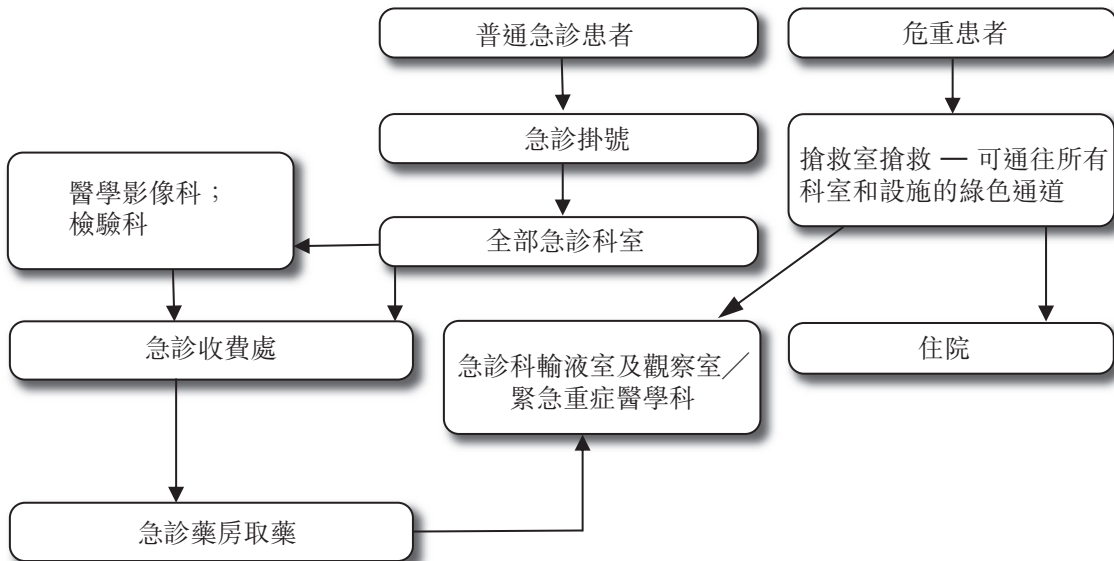 普通急診患者
危重患者
急診掛號
搶救室搶救 — 可通往所有
科室和設施的綠色通道
醫學影像科；
檢驗科
全部急診科室
急診收費處
急診科輸液室及觀察室／
緊急重症醫學科
住院
急診藥房取藥